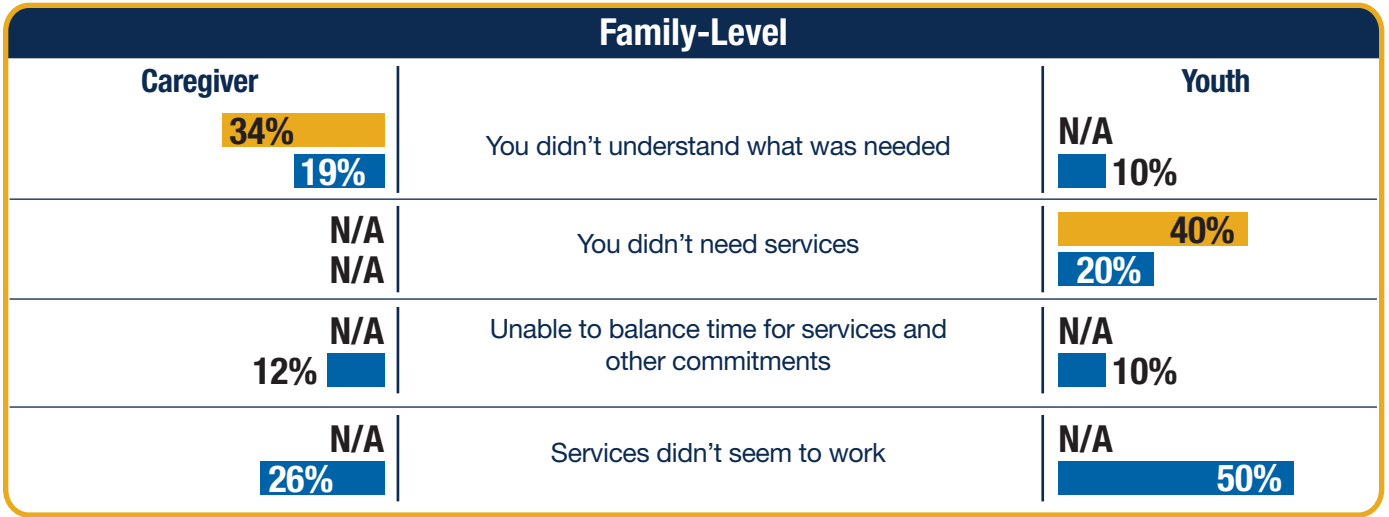 Family-Level
Caregiver
Youth
34%
19%
You didn’t understand what was needed
N/A
10%
N/A
N/A
You didn’t need services
40%
20%
N/A
12%
Unable to balance time for services and
other commitments
N/A
10%
N/A
26%
Services didn’t seem to work
N/A
50%